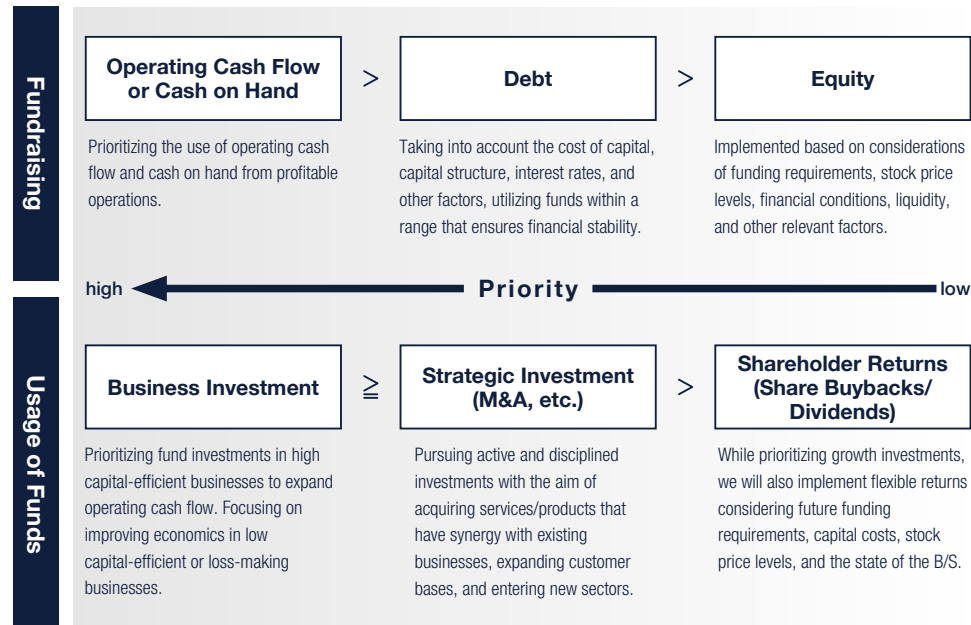 Fundraising
Operating Cash Flow
or Cash on Hand
>
Debt
>
Equity
Prioritizing the use of operating cash
flow and cash on hand from profitable
operations.
Taking into account the cost of capital,
capital structure, interest rates, and
other factors, utilizing funds within a
range that ensures financial stability.
Implemented based on considerations
of funding requirements, stock price
levels, financial conditions, liquidity,
and other relevant factors.
high
Priority
low
Usage of Funds
Business Investment
≧
Strategic Investment
(M&A, etc.)
>
Shareholder Returns
(Share Buybacks/
Dividends)
Prioritizing fund investments in high
capital-efficient businesses to expand
operating cash flow. Focusing on
improving economics in low
capital-efficient or loss-making
businesses.
Pursuing active and disciplined
investments with the aim of
acquiring services/products that
have synergy with existing
businesses, expanding customer
bases, and entering new sectors.
While prioritizing growth investments,
we will also implement flexible returns
considering future funding
requirements, capital costs, stock
price levels, and the state of the B/S.